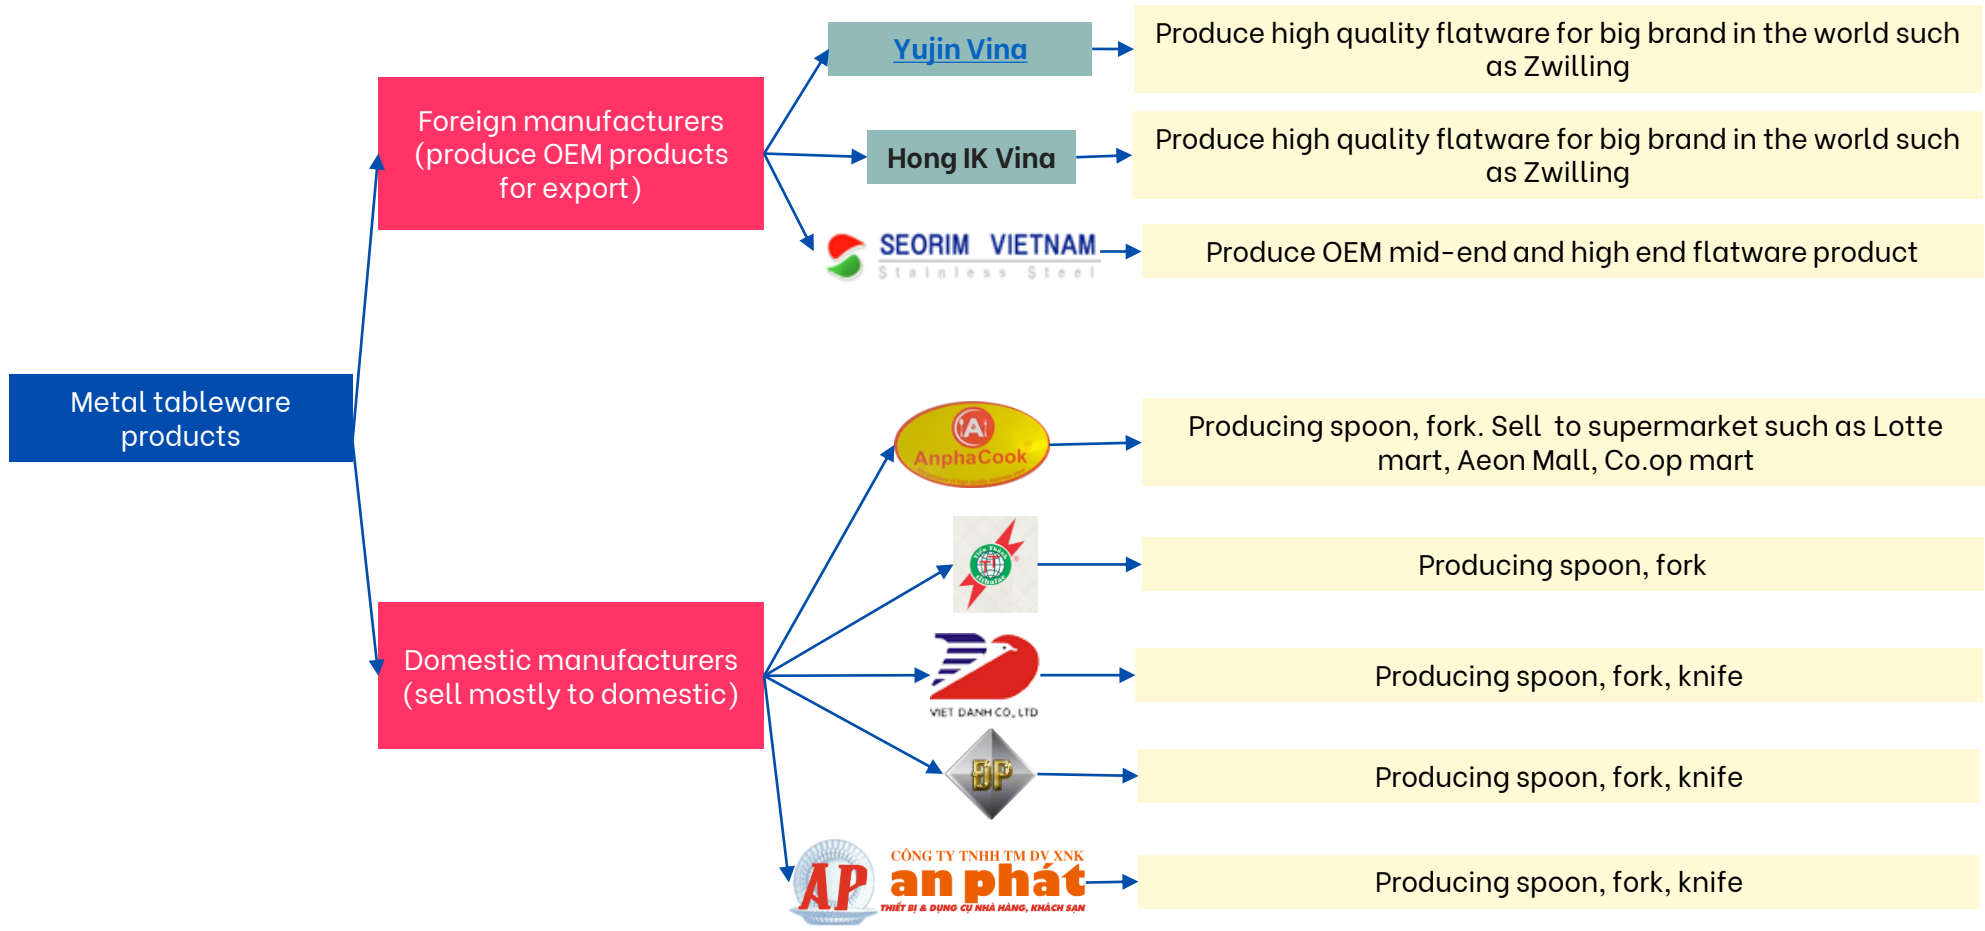 Yujin Vina
Produce high quality flatware for big brand in the world such
as Zwilling
Foreign manufacturers
(produce OEM products
for export)
Hong IK Vina
Produce high quality flatware for big brand in the world such
as Zwilling
SEORIM VIETNAM
Stainless Steel
Produce OEM mid-end and high end flatware product
Metal tableware
products
A
AnphaCook
Producing spoon, fork. Sell  to supermarket such as Lotte
mart, Aeon Mall, Co.op mart
TT
Producing spoon, fork
Domestic manufacturers
(sell mostly to domestic)
VIET DANH CO., LTD
Producing spoon, fork, knife
ĐP
Producing spoon, fork, knife
AP
CÔNG TY TNHH TM DV XNK
an phát
THIẾT BỊ & DỤNG CỤ NHÀ HÀNG, KHÁCH SẠN
Producing spoon, fork, knife